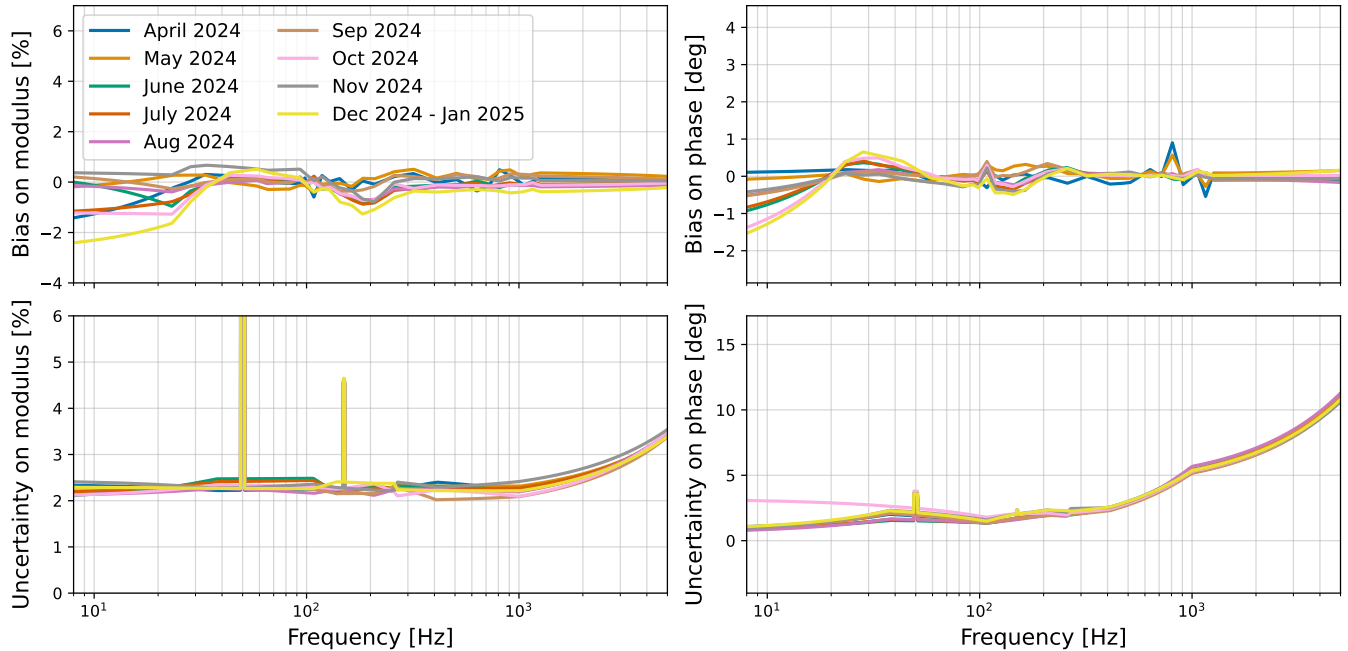 Bias on modulus [%]
6
4
2
0
−2
−4
April 2024
May 2024
June 2024
July 2024
Aug 2024
Sep 2024
Oct 2024
Nov 2024
Dec 2024 - Jan 2025
Bias on phase [deg]
4
3
2
1
0
−1
−2
Uncertainty on modulus [%]
6
5
4
3
2
1
0
10¹
10²
10³
Frequency [Hz]
Uncertainty on phase [deg]
15
10
5
0
10¹
10²
10³
Frequency [Hz]